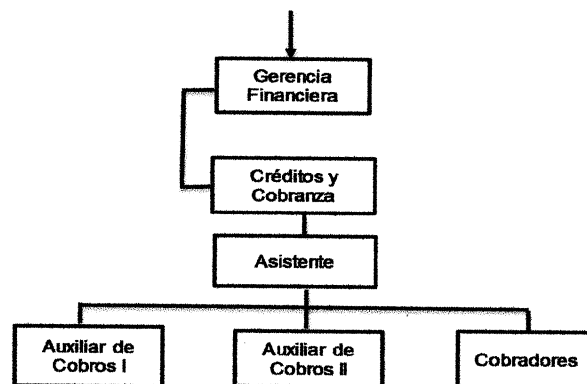 Gerencia
Financiera
Créditos y
Cobranza
Asistente
Auxiliar de
Cobros I
Auxiliar de
Cobros II
Cobradores